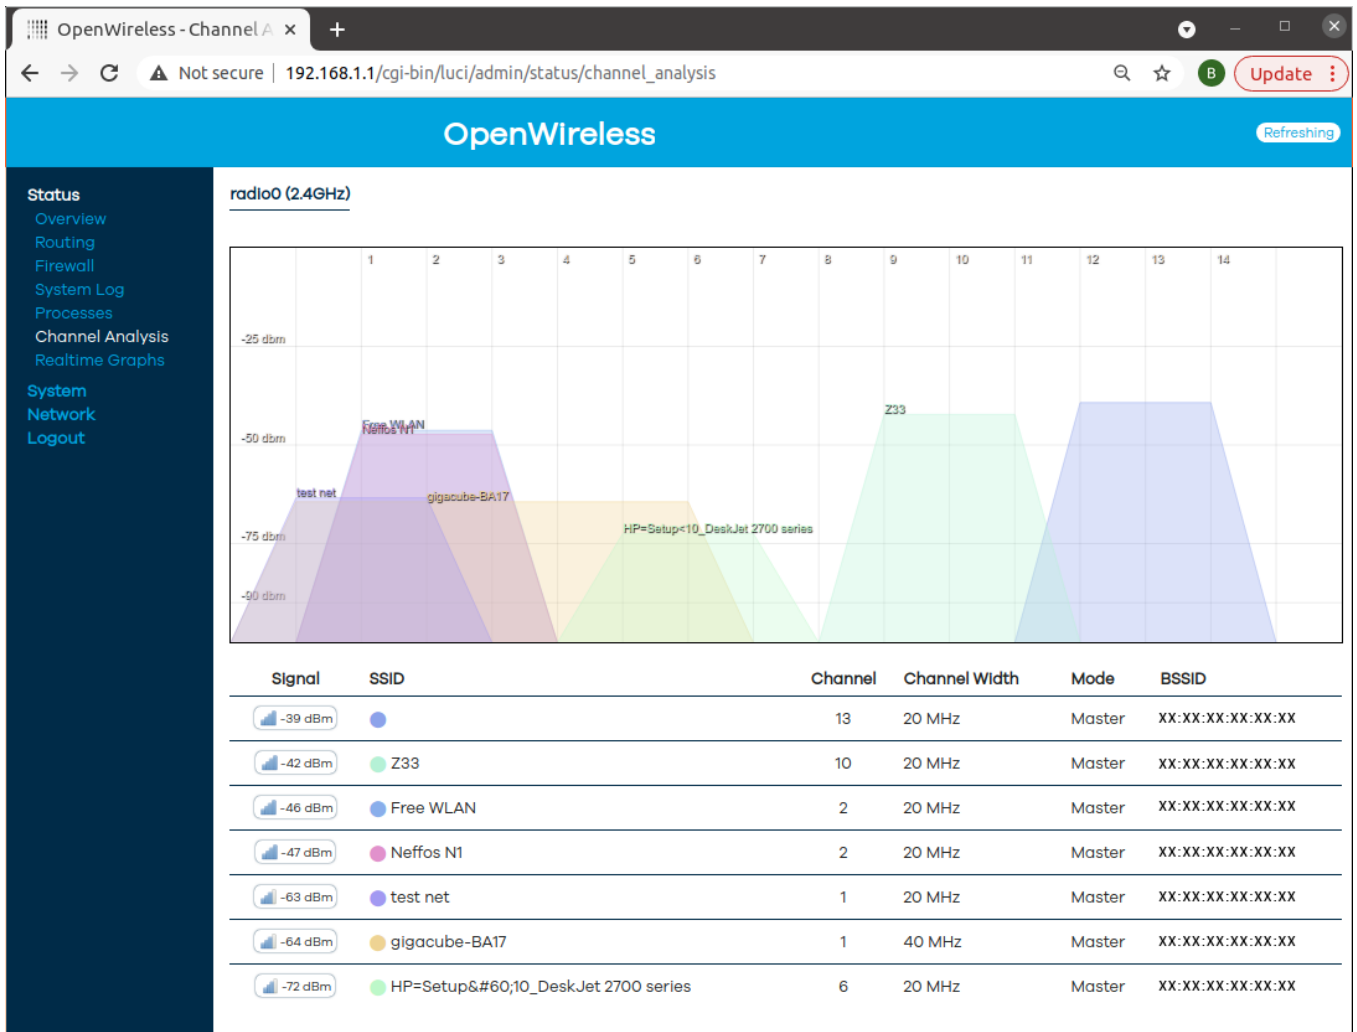 OpenWireless - Channel A
Not secure | 192.168.1.1/cgi-bin/luci/admin/status/channel_analysis
B
Update
OpenWireless
Refreshing
Status
Overview
Routing
Firewall
System Log
Processes
Channel Analysis
Realtime Graphs
System
Network
Logout
radio0 (2.4GHz)
1 2 3 4 5 6 7 8 9 10 11 12 13 14
-25 dbm
Z33
Free WLAN
Neffos N1
-50 dbm
test net
gigacube-BA17
HP=Setup<10_DeskJet 2700 series
-75 dbm
-90 dbm
Signal SSID Channel Channel Width Mode BSSID
-39 dBm 13 20 MHz Master XX:XX:XX:XX:XX:XX
-42 dBm Z33 10 20 MHz Master XX:XX:XX:XX:XX:XX
-46 dBm Free WLAN 2 20 MHz Master XX:XX:XX:XX:XX:XX
-47 dBm Neffos N1 2 20 MHz Master XX:XX:XX:XX:XX:XX
-63 dBm test net 1 20 MHz Master XX:XX:XX:XX:XX:XX
-64 dBm gigacube-BA17 1 40 MHz Master XX:XX:XX:XX:XX:XX
-72 dBm HP=Setup&#60;10_DeskJet 2700 series 6 20 MHz Master XX:XX:XX:XX:XX:XX